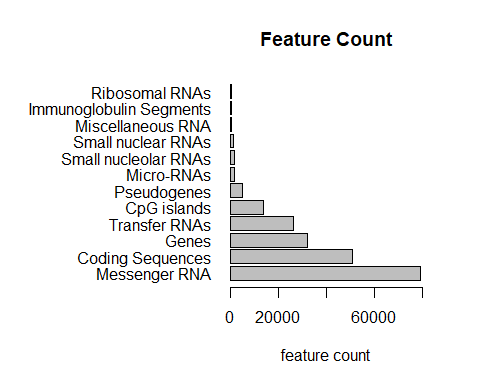 Feature Count
Ribosomal RNAs
Immunoglobulin Segments
Miscellaneous RNA
Small nuclear RNAs
Small nucleolar RNAs
Micro-RNAs
Pseudogenes
CpG islands
Transfer RNAs
Genes
Coding Sequences
Messenger RNA
0 20000 60000
feature count